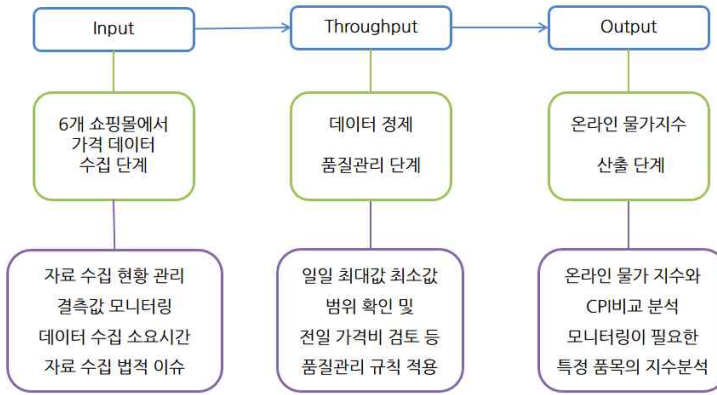 Input
Throughput
Output
6개 쇼핑몰에서
가격 데이터
수집 단계
데이터 정제
품질관리 단계
온라인 물가지수
산출 단계
자료 수집 현황 관리
결측값 모니터링
데이터 수집 소요시간
자료 수집 법적 이슈
일일 최대값 최소값
범위 확인 및
전일 가격비 검토 등
품질관리 규칙 적용
온라인 물가 지수와
CPI비교 분석
모니터링이 필요한
특정 품목의 지수분석